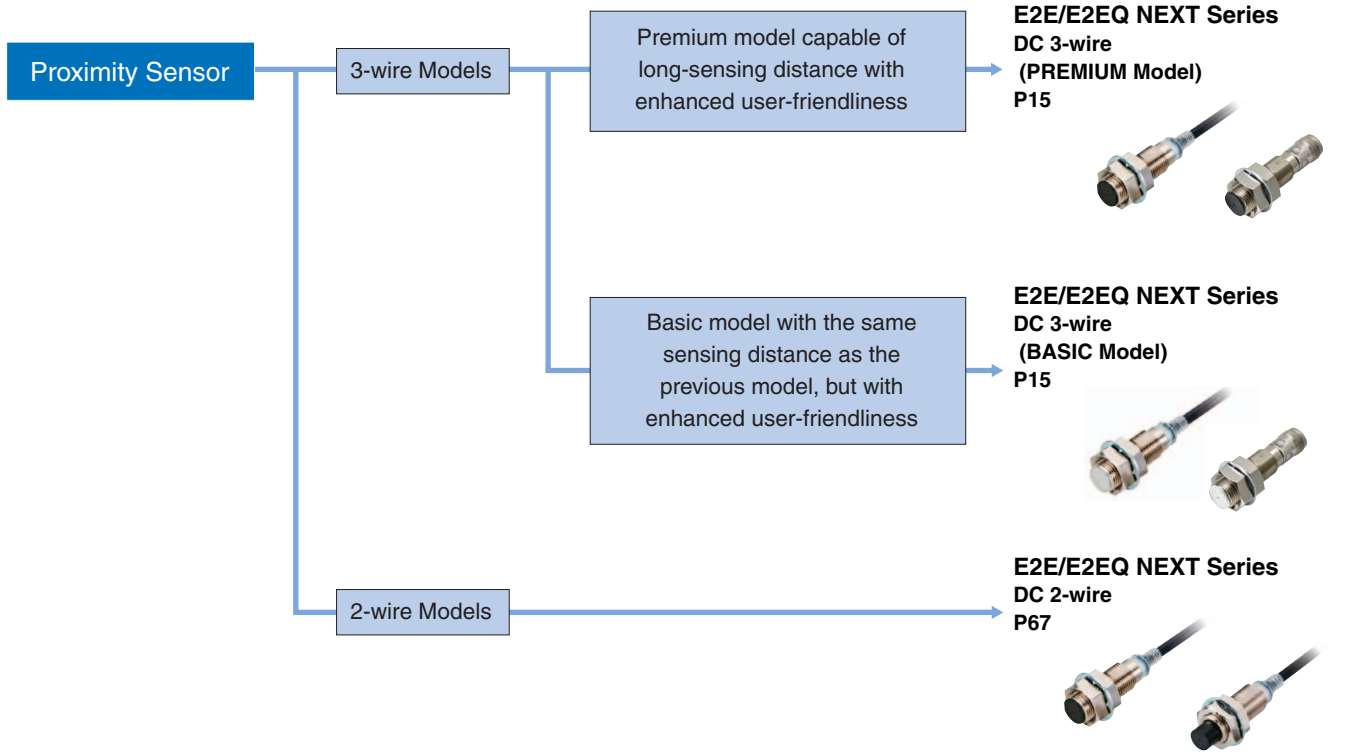 Proximity Sensor
3-wire Models
Premium model capable of
long-sensing distance with
enhanced user-friendliness
E2E/E2EQ NEXT Series
DC 3-wire
(PREMIUM Model)
P15
Basic model with the same
sensing distance as the
previous model, but with
enhanced user-friendliness
E2E/E2EQ NEXT Series
DC 3-wire
(BASIC Model)
P15
2-wire Models
E2E/E2EQ NEXT Series
DC 2-wire
P67